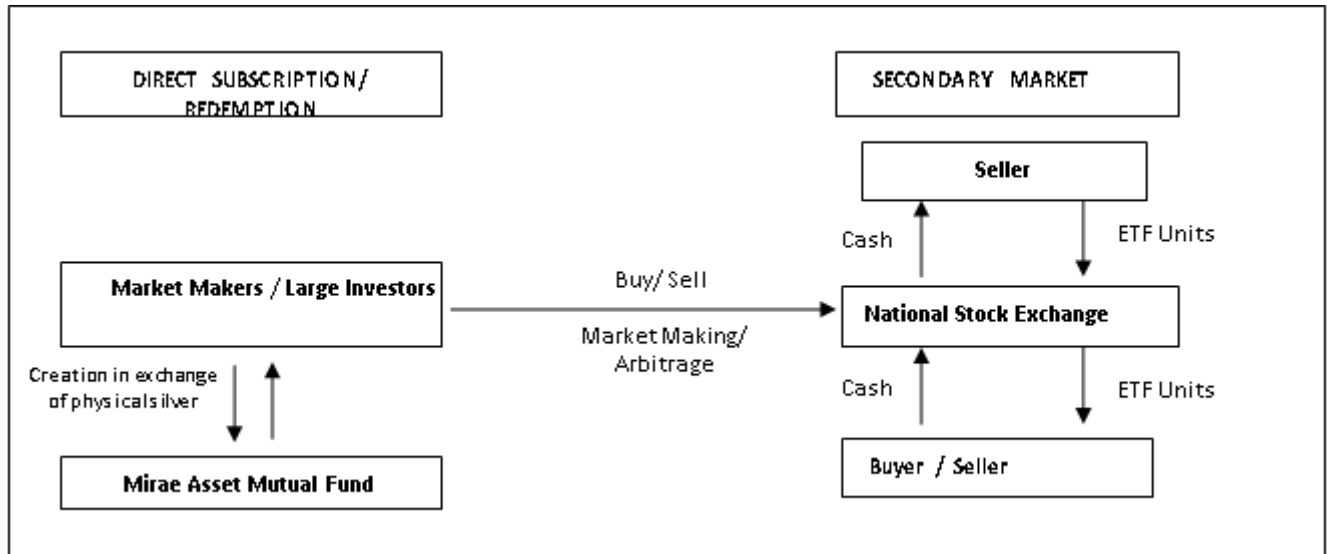 DIRECT SUBSCRIPTION/
REDEMPTION
Market Makers / Large Investors
Creation in exchange
of physical silver
Mirae Asset Mutual Fund
Buy/ Sell
Market Making/
Arbitrage
SECONDARY MARKET
Seller
Cash
ETF Units
National Stock Exchange
Cash
ETF Units
Buyer / Seller